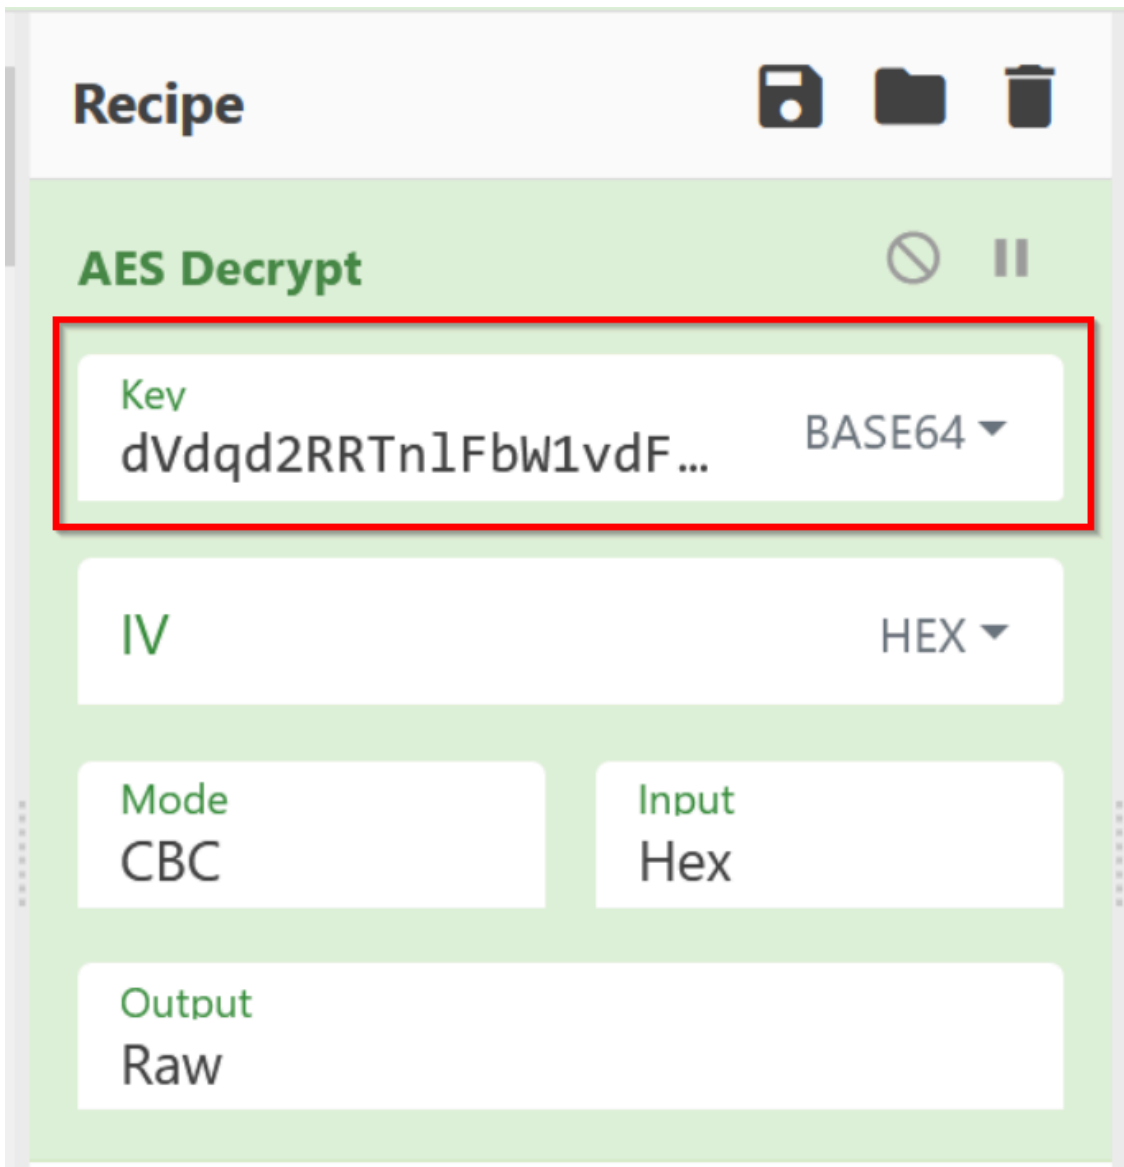 Recipe
AES Decrypt
Key
dVdqd2RRTnlFbW1vdF...
BASE64
IV
HEX
Mode
CBC
Input
Hex
Output
Raw